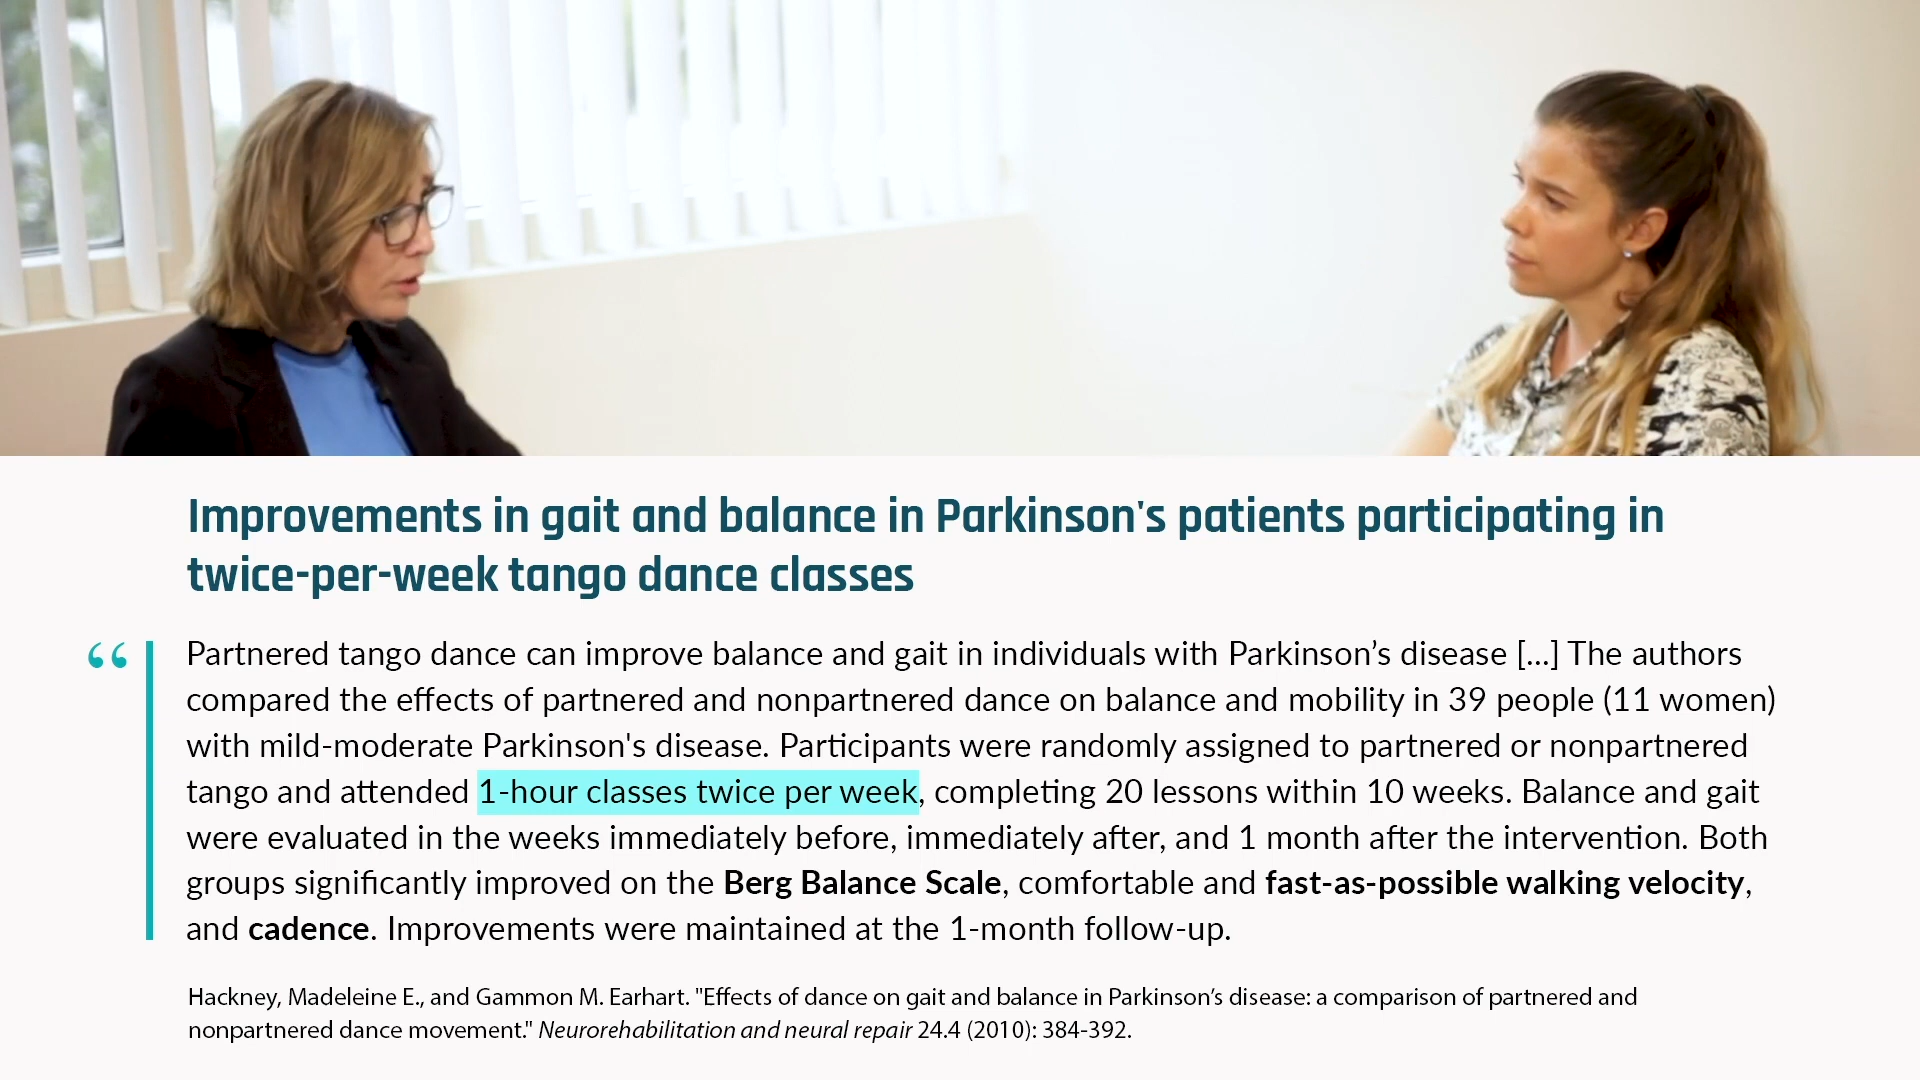 Improvements in gait and balance in Parkinson's patients participating in
twice-per-week tango dance classes
“ Partnered tango dance can improve balance and gait in individuals with Parkinson’s disease [...] The authors
compared the effects of partnered and nonpartnered dance on balance and mobility in 39 people (11 women)
with mild-moderate Parkinson's disease. Participants were randomly assigned to partnered or nonpartnered
tango and attended 1-hour classes twice per week, completing 20 lessons within 10 weeks. Balance and gait
were evaluated in the weeks immediately before, immediately after, and 1 month after the intervention. Both
groups significantly improved on the Berg Balance Scale, comfortable and fast-as-possible walking velocity,
and cadence. Improvements were maintained at the 1-month follow-up.
Hackney, Madeleine E., and Gammon M. Earhart. "Effects of dance on gait and balance in Parkinson’s disease: a comparison of partnered and
nonpartnered dance movement." Neurorehabilitation and neural repair 24.4 (2010): 384-392.